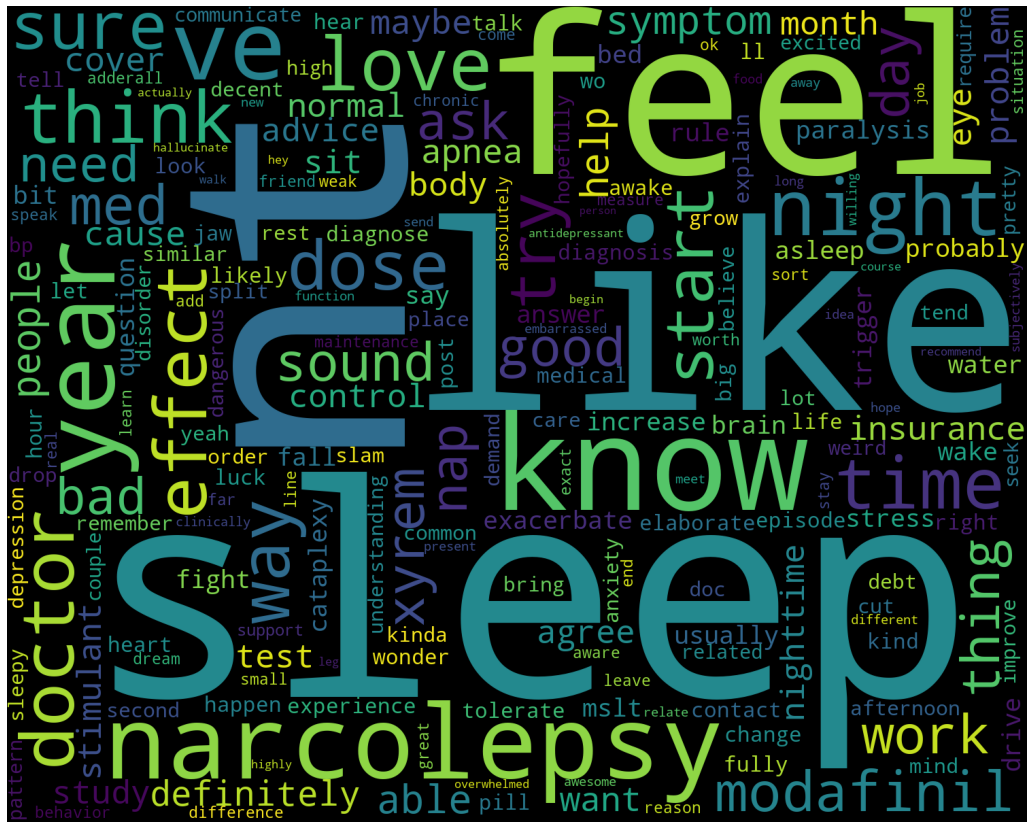 sure
communicate
ve
hear
maybe
talk
come
symptom
month
ok
ll
excited
day
eye
require
problem
situation
cover
tell
adderall
actually
decent
high
love
feel
bed
wo
chronic
food
away
job
think
new
normal
advice
ask
help
rule
explain
paralysis
hallucinate
hey
need
look
sit
apnea
hopefully
bit
med
walk
friend
weak
body
absolutely
awake
measure
grow
night
long
willing
pretty
speak
n't
send
try
person
antidepressant
cause
jaw
rest
diagnose
diagnosis
start
asleep
probably
bp
year
similar
people
let
question
disorder
effect
likely
add
split
function
dose
say
like
sort
course
believe
tend
subjectively
place
begin
answer
embarrassed
worth
idea
trigger
water
dangerous
maintenance
sound
post
good
medical
big
recommend
control
lot
hope
hour
learn
yeah
luck
demand
care
increase
brain
life
insurance
drop
real
order
fall
slam
nap
know
exact
meet
weird
wake
seek
doctor
bad
far
line
way
xyrem
stay
time
remember
clinically
cataplexy
understanding
common
present
exacerbate
elaborate
episode
stress
right
depression
couple
stimulant
fight
sleep
bring
anxiety
end
doc
debt
thing
improve
cut
different
kind
heart
support
kinda
agree
usually
related
nighttime
sleepy
dream
test
leg
wonder
aware
small
leave
second
happen
experience
tolerate
mslt
relate
contact
afternoon
drive
narcolepsy
great
change
work
pattern
highly
overwhelmed
awesome
fully
mind
study
definitely
able
pill
want
reason
modafinil
behavior
difference